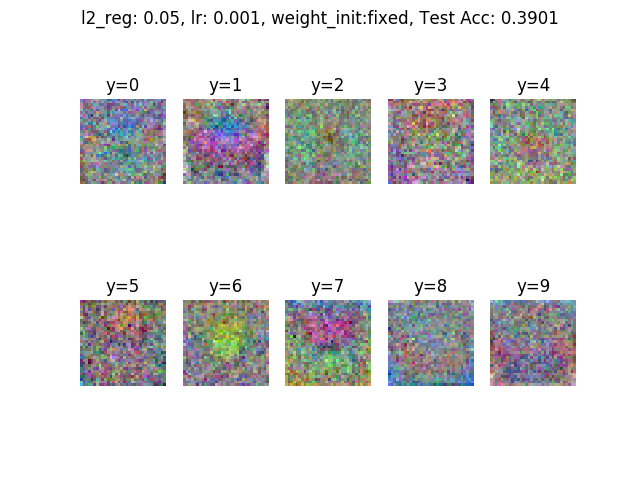 l2_reg: 0.05, lr: 0.001, weight_init:fixed, Test Acc: 0.3901
y=0 y=1 y=2 y=3 y=4
y=5 y=6 y=7 y=8 y=9